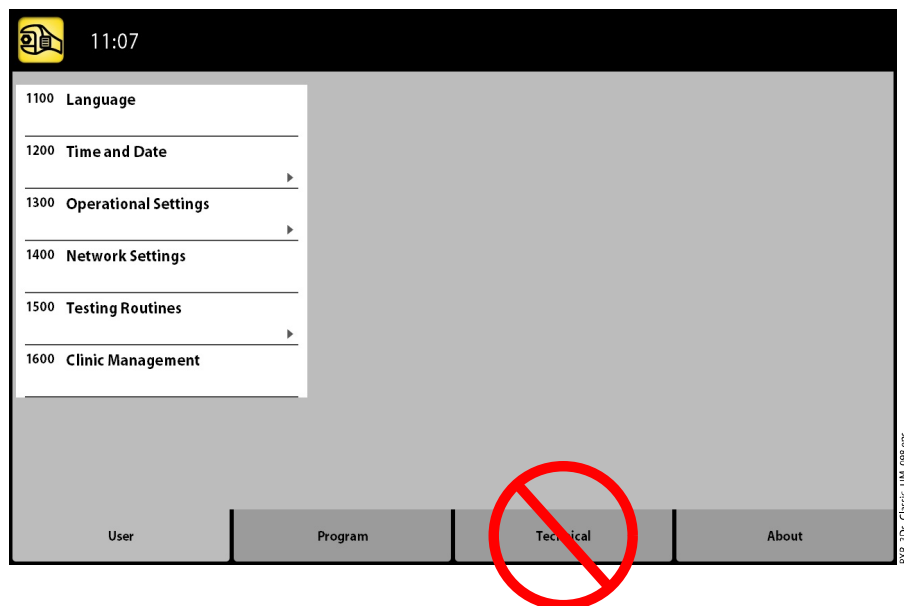 11:07
1100 Language
1200 Time and Date
1300 Operational Settings
1400 Network Settings
1500 Testing Routines
1600 Clinic Management
User Program Technical About